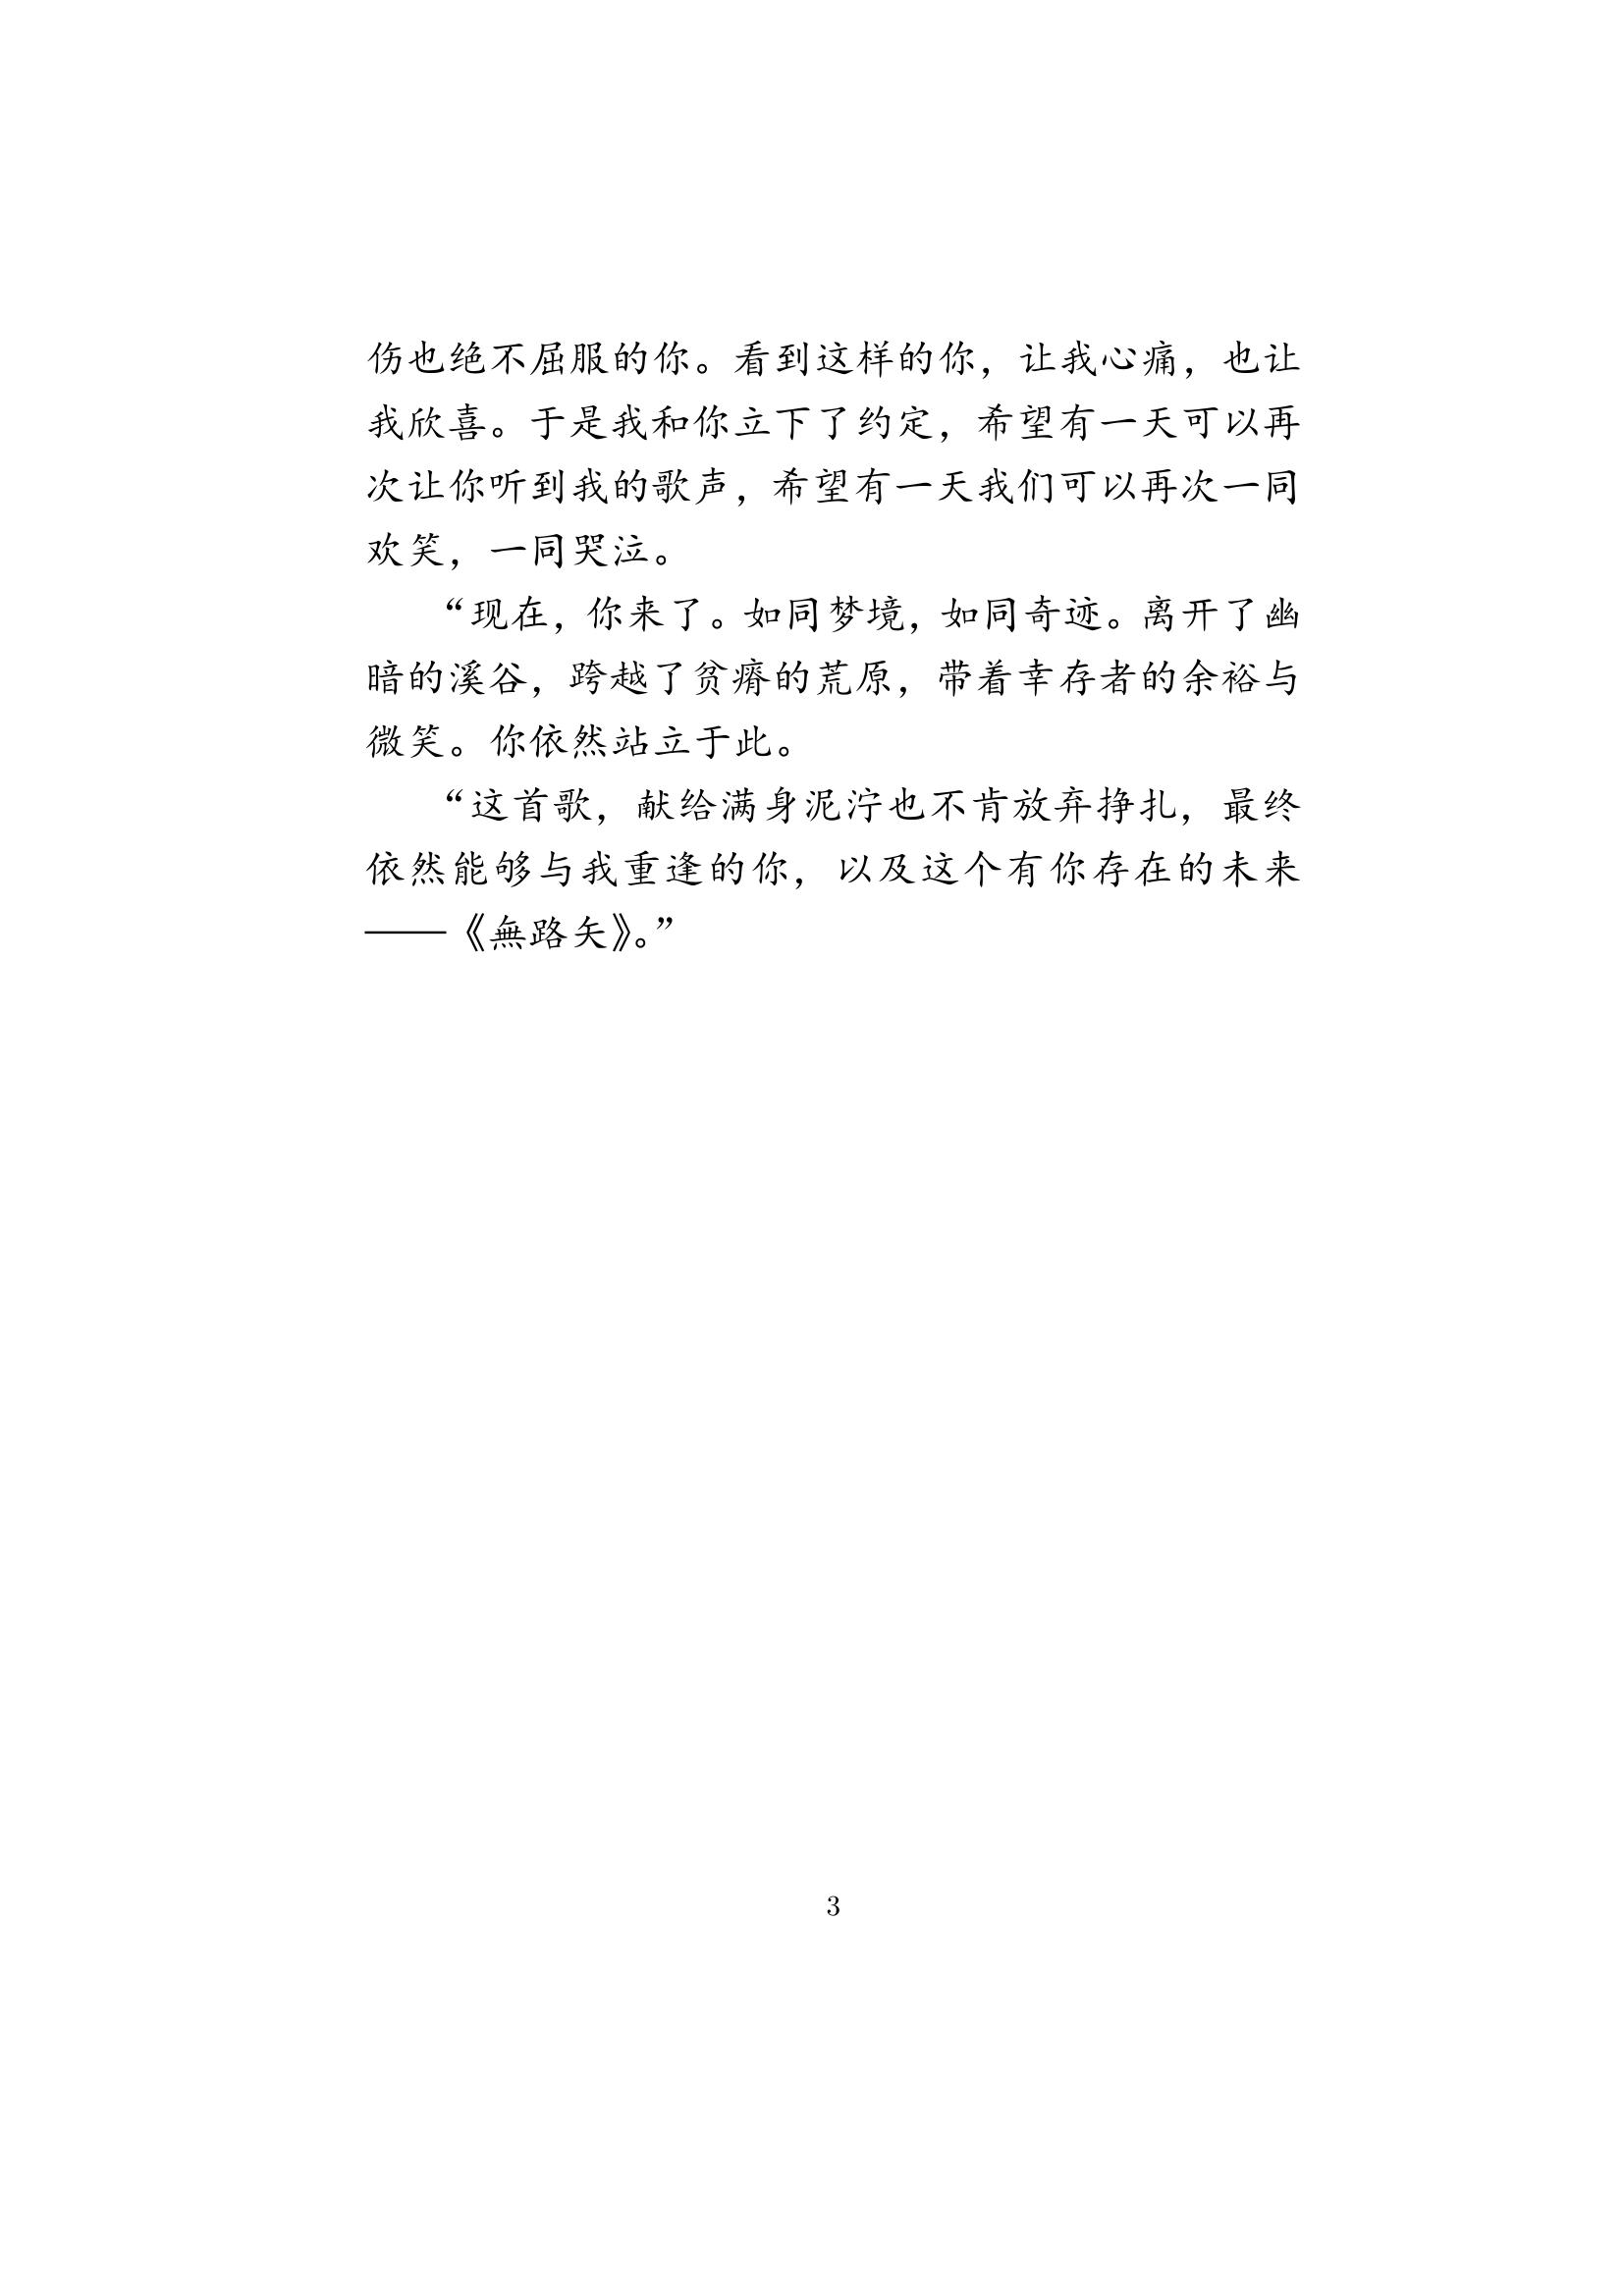 伤也绝不屈服的你。看到这样的你，让我心痛，也让
我欣喜。于是我和你立下了约定，希望有一天可以再
次让你听到我的歌声，希望有一天我们可以再次一同
欢笑，一同哭泣。
“现在，你来了。如同梦境，如同奇迹。离开了幽
暗的溪谷，跨越了贫瘠的荒原，带着幸存者的余裕与
微笑。你依然站立于此。
“这首歌，献给满身泥泞也不肯放弃挣扎，最终
依然能够与我重逢的你，以及这个有你存在的未来
——《無路矢》。”
3